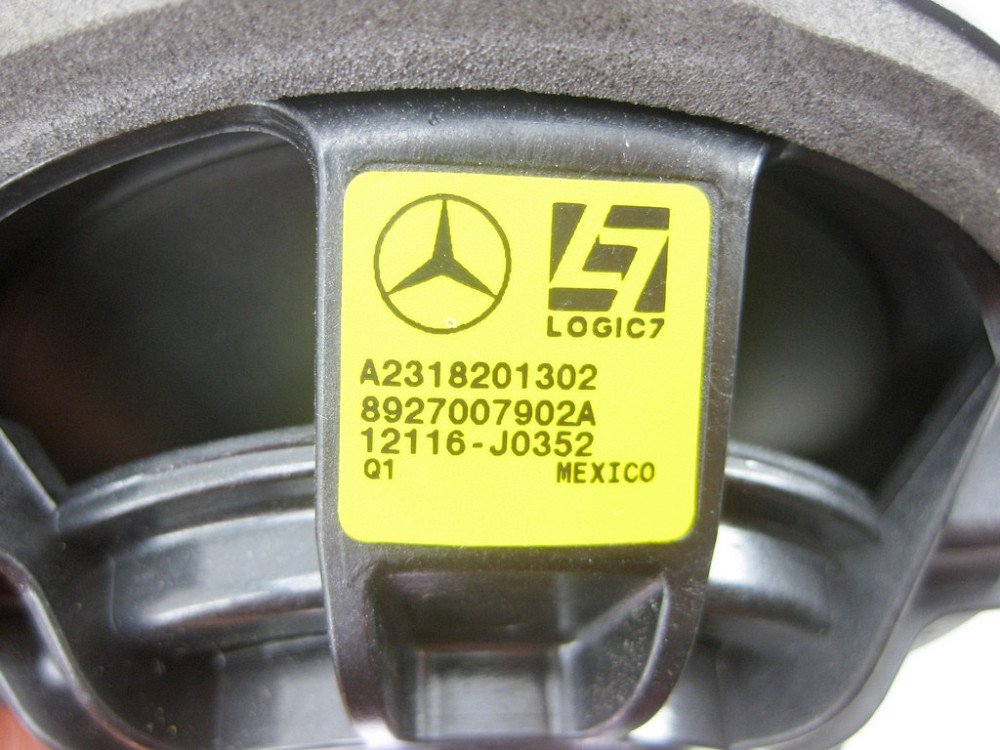 LOGIC7
A2318201302
8927007902A
12116-J0352
Q1 MEXICO